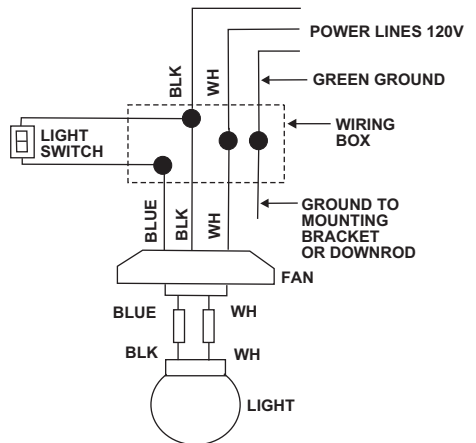 POWER LINES 120V
BLK
WH
GREEN GROUND
LIGHT
SWITCH
WIRING
BOX
BLUE
BLK
WH
GROUND TO
MOUNTING
BRACKET
OR DOWNROD
FAN
BLUE
WH
BLK
WH
LIGHT